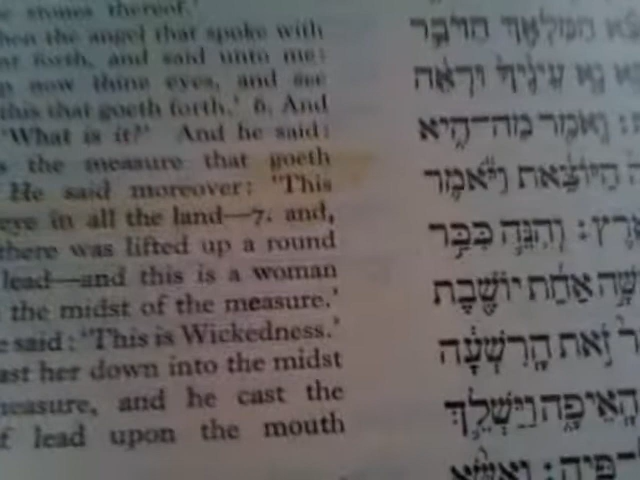 stones thereof.'
the angel that spoke with
forth, and said unto me:
now thine eyes, and see
this that goeth forth.' 6. And
'What is it?' And he said:
the measure that goeth
He said moreover: 'This
eye in all the land—7. and,
there was lifted up a round
lead—and this is a woman
the midst of the measure.'
said: 'This is Wickedness.'
her down into the midst
measure, and he cast the
lead upon the mouth
הַמַּלְאָךְ הַדֹּבֵר
נָא עֵינֶיךָ וּרְאֵה
וָאֹמַר מַה־הִיא
הַיּוֹצֵאת וַיֹּאמֶר
וְהִנֵּה כִּכַּר
אַחַת יוֹשֶׁבֶת
זֹאת הָרִשְׁעָה
הָאֵיפָה וַיַּשְׁלֵךְ